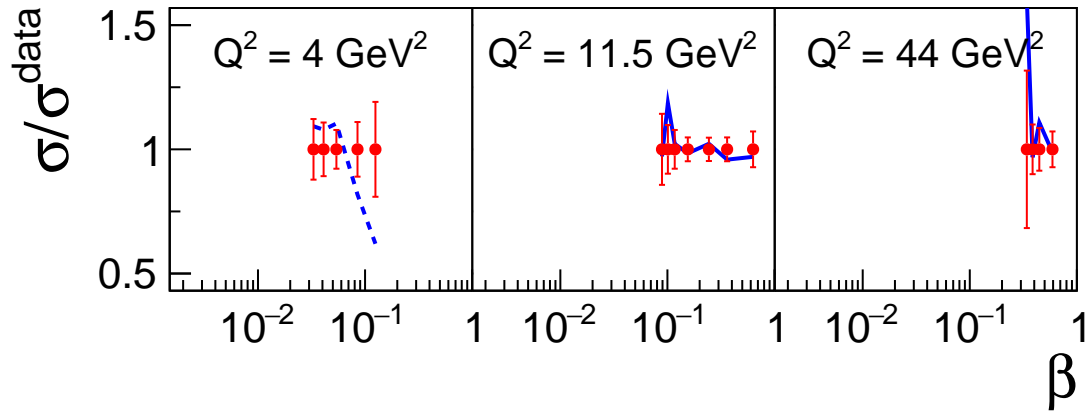 σ/σ^data
1.5
1
0.5
Q² = 4 GeV²
Q² = 11.5 GeV²
Q² = 44 GeV²
10⁻² 10⁻¹ 1 10⁻² 10⁻¹ 1 10⁻² 10⁻¹ 1
β